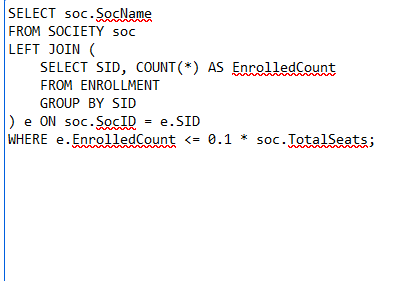 SELECT soc.SocName
FROM SOCIETY soc
LEFT JOIN (
    SELECT SID, COUNT(*) AS EnrolledCount
    FROM ENROLLMENT
    GROUP BY SID
) e ON soc.SocID = e.SID
WHERE e.EnrolledCount <= 0.1 * soc.TotalSeats;